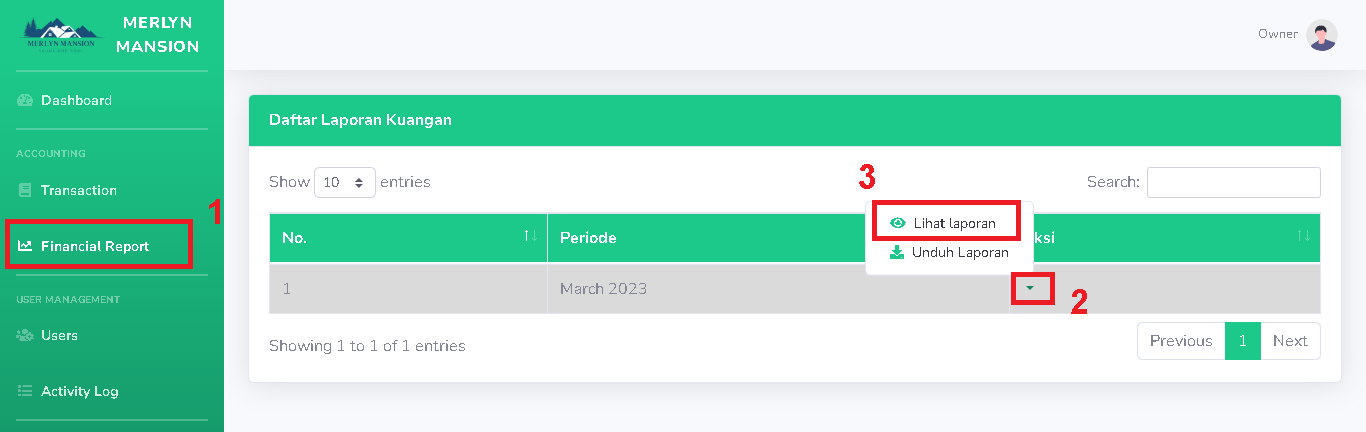 MERLYN
MANSION
MERLYN MANSION
Owner
Dashboard
ACCOUNTING
Transaction
1
Financial Report
USER MANAGEMENT
Users
Activity Log
Daftar Laporan Kuangan
Show 10 entries
Search:
3
Lihat laporan
Unduh Laporan
No. Periode ksi
1 March 2023
2
Showing 1 to 1 of 1 entries
Previous 1 Next